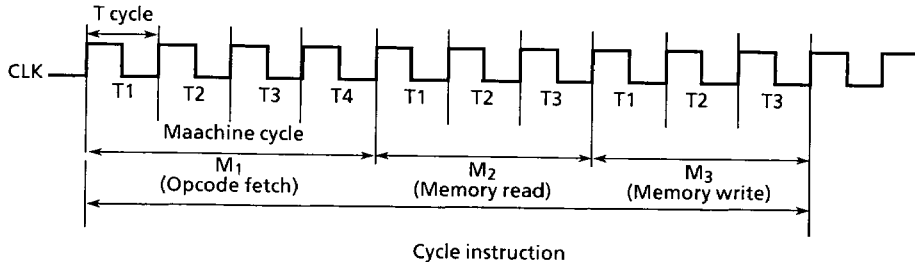 T cycle
CLK
T1 T2 T3 T4 T1 T2 T3 T1 T2 T3
Maachine cycle
M1 M2 M3
(Opcode fetch) (Memory read) (Memory write)
Cycle instruction